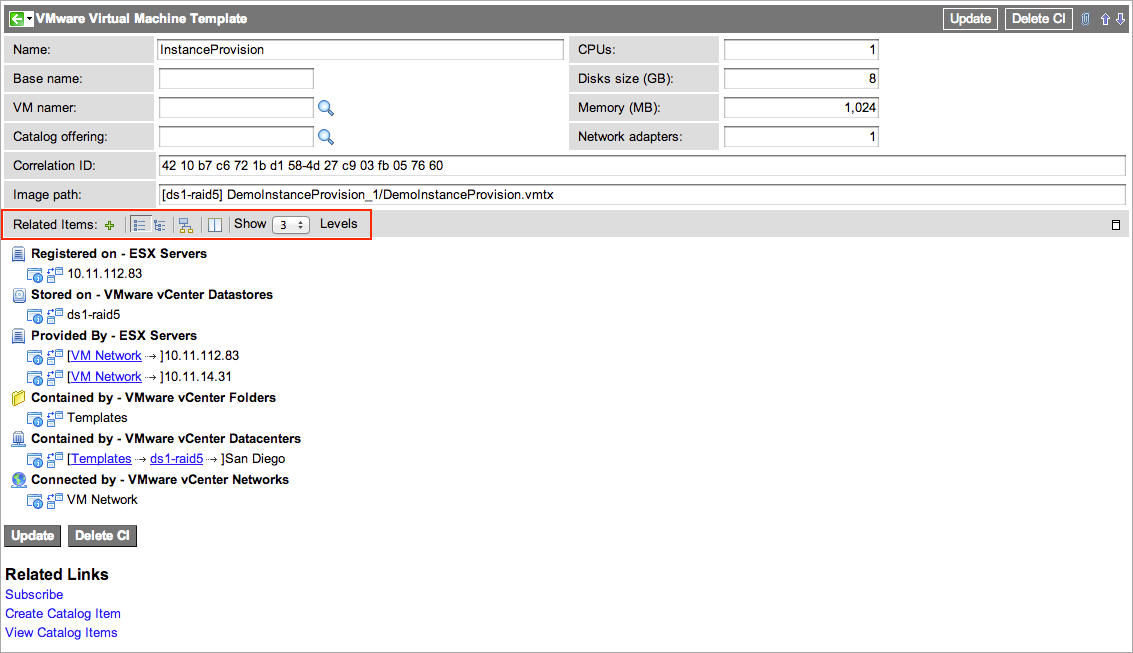 VMware Virtual Machine Template Update Delete CI
Name: InstanceProvision CPUs: 1
Base name: Disks size (GB): 8
VM namer: Memory (MB): 1,024
Catalog offering: Network adapters: 1
Correlation ID: 42 10 b7 c6 72 1b d1 58-4d 27 c9 03 fb 05 76 60
Image path: [ds1-raid5] DemoInstanceProvision_1/DemoInstanceProvision.vmtx
Related Items: Show 3 Levels
Registered on - ESX Servers
10.11.112.83
Stored on - VMware vCenter Datastores
ds1-raid5
Provided By - ESX Servers
[VM Network → ]10.11.112.83
[VM Network → ]10.11.14.31
Contained by - VMware vCenter Folders
Templates
Contained by - VMware vCenter Datacenters
[Templates → ds1-raid5 → ]San Diego
Connected by - VMware vCenter Networks
VM Network
Update Delete CI
Related Links
Subscribe
Create Catalog Item
View Catalog Items